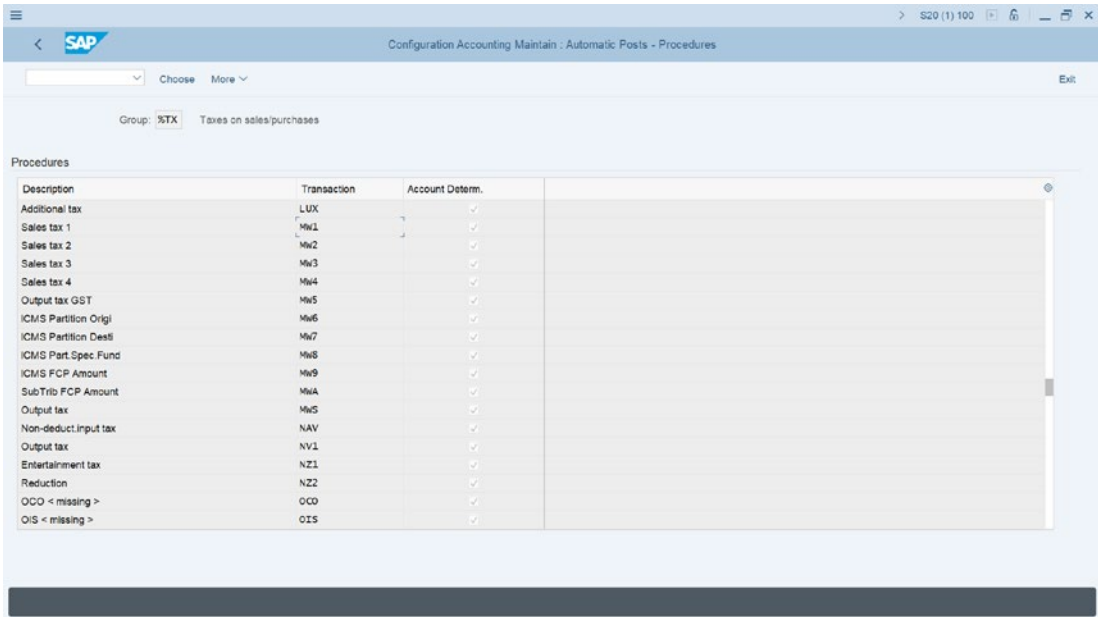 S20 (1) 100
SAP
Configuration Accounting Maintain : Automatic Posts - Procedures
Choose More Exit
Group: %TX Taxes on sales/purchases
Procedures
Description Transaction Account Determ.
Additional tax LUX
Sales tax 1 MW1
Sales tax 2 MW2
Sales tax 3 MW3
Sales tax 4 MW4
Output tax GST MW5
ICMS Partition Origi MW6
ICMS Partition Desti MW7
ICMS Part.Spec.Fund MW8
ICMS FCP Amount MW9
SubTrib FCP Amount MWA
Output tax MWS
Non-deduct.input tax NAV
Output tax NV1
Entertainment tax NZ1
Reduction NZ2
OCO < missing > OCO
OIS < missing > OIS